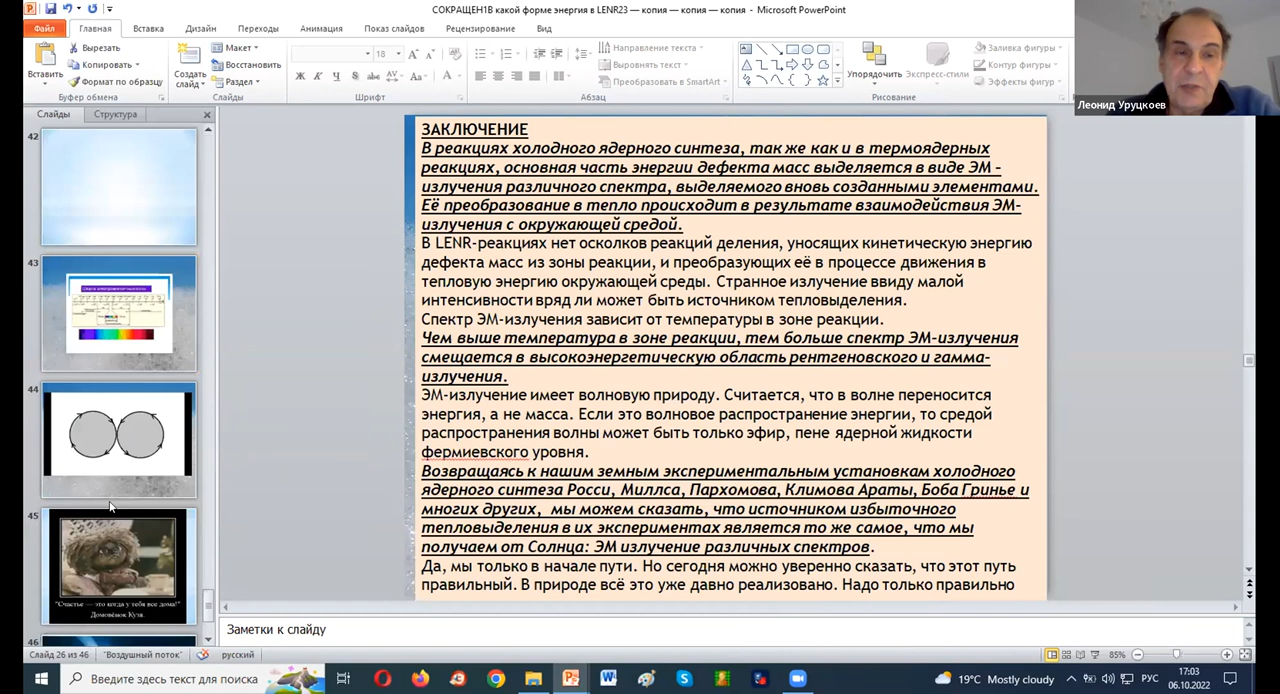 СОКРАЩЕН1В какой форме энергия в LENR23 — копия — копия — копия - Microsoft PowerPoint
Файл Главная Вставка Дизайн Переходы Анимация Показ слайдов Рецензирование Вид
Вставить
Вырезать
Копировать
Формат по образцу
Буфер обмена
Создать слайд
Макет
Восстановить
Раздел
Слайды
18
Шрифт
Направление текста
Выровнять текст
Преобразовать в SmartArt
Абзац
Упорядочить
Экспресс-стили
Заливка фигуры
Контур фигуры
Эффекты фигур
Рисование
Леонид Уруцкоев
Слайды Структура
42
43
44
45
"Счастье — это когда у тебя все дома!"
Домовёнок Кузя.
46
ЗАКЛЮЧЕНИЕ
В реакциях холодного ядерного синтеза, так же как и в термоядерных
реакциях, основная часть энергии дефекта масс выделяется в виде ЭМ –
излучения различного спектра, выделяемого вновь созданными элементами.
Её преобразование в тепло происходит в результате взаимодействия ЭМ-
излучения с окружающей средой.
В LENR-реакциях нет осколков реакций деления, уносящих кинетическую энергию
дефекта масс из зоны реакции, и преобразующих её в процессе движения в
тепловую энергию окружающей среды. Странное излучение ввиду малой
интенсивности вряд ли может быть источником тепловыделения.
Спектр ЭМ-излучения зависит от температуры в зоне реакции.
Чем выше температура в зоне реакции, тем больше спектр ЭМ-излучения
смещается в высокоэнергетическую область рентгеновского и гамма-
излучения.
ЭМ-излучение имеет волновую природу. Считается, что в волне переносится
энергия, а не масса. Если это волновое распространение энергии, то средой
распространения волны может быть только эфир, пене ядерной жидкости
фермиевского уровня.
Возвращаясь к нашим земным экспериментальным установкам холодного
ядерного синтеза Росси, Миллса, Пархомова, Климова Араты, Боба Гринье и
многих других, мы можем сказать, что источником избыточного
тепловыделения в их экспериментах является то же самое, что мы
получаем от Солнца: ЭМ излучение различных спектров.
Да, мы только в начале пути. Но сегодня можно уверенно сказать, что этот путь
правильный. В природе всё это уже давно реализовано. Надо только правильно
Заметки к слайду
Слайд 26 из 46 "Воздушный поток" русский 85%
Введите здесь текст для поиска
19°C Mostly cloudy РУС 17:03
06.10.2022